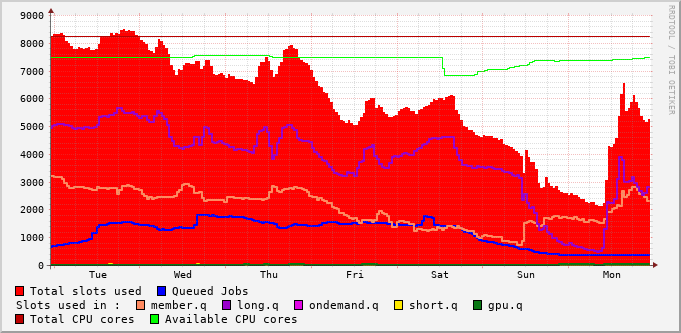 RRDTOOL / TOBI OETIKER
9000
8000
7000
6000
5000
4000
3000
2000
1000
0
Tue Wed Thu Fri Sat Sun Mon
Total slots used Queued Jobs
Slots used in : member.q long.q ondemand.q short.q gpu.q
Total CPU cores Available CPU cores